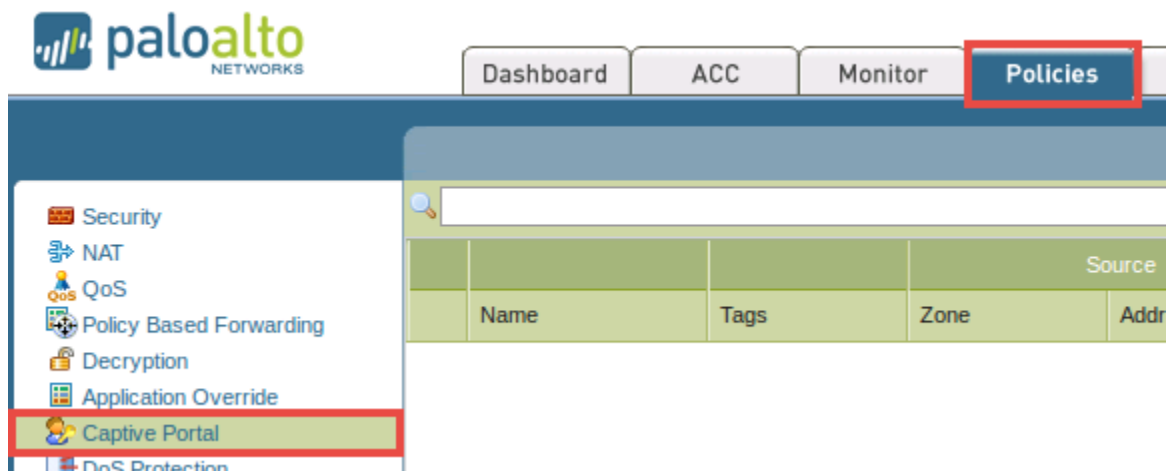 paloalto
NETWORKS
Dashboard ACC Monitor Policies
Security
NAT
QoS
Policy Based Forwarding
Decryption
Application Override
Captive Portal
DoS Protection
Source
Name Tags Zone Addr